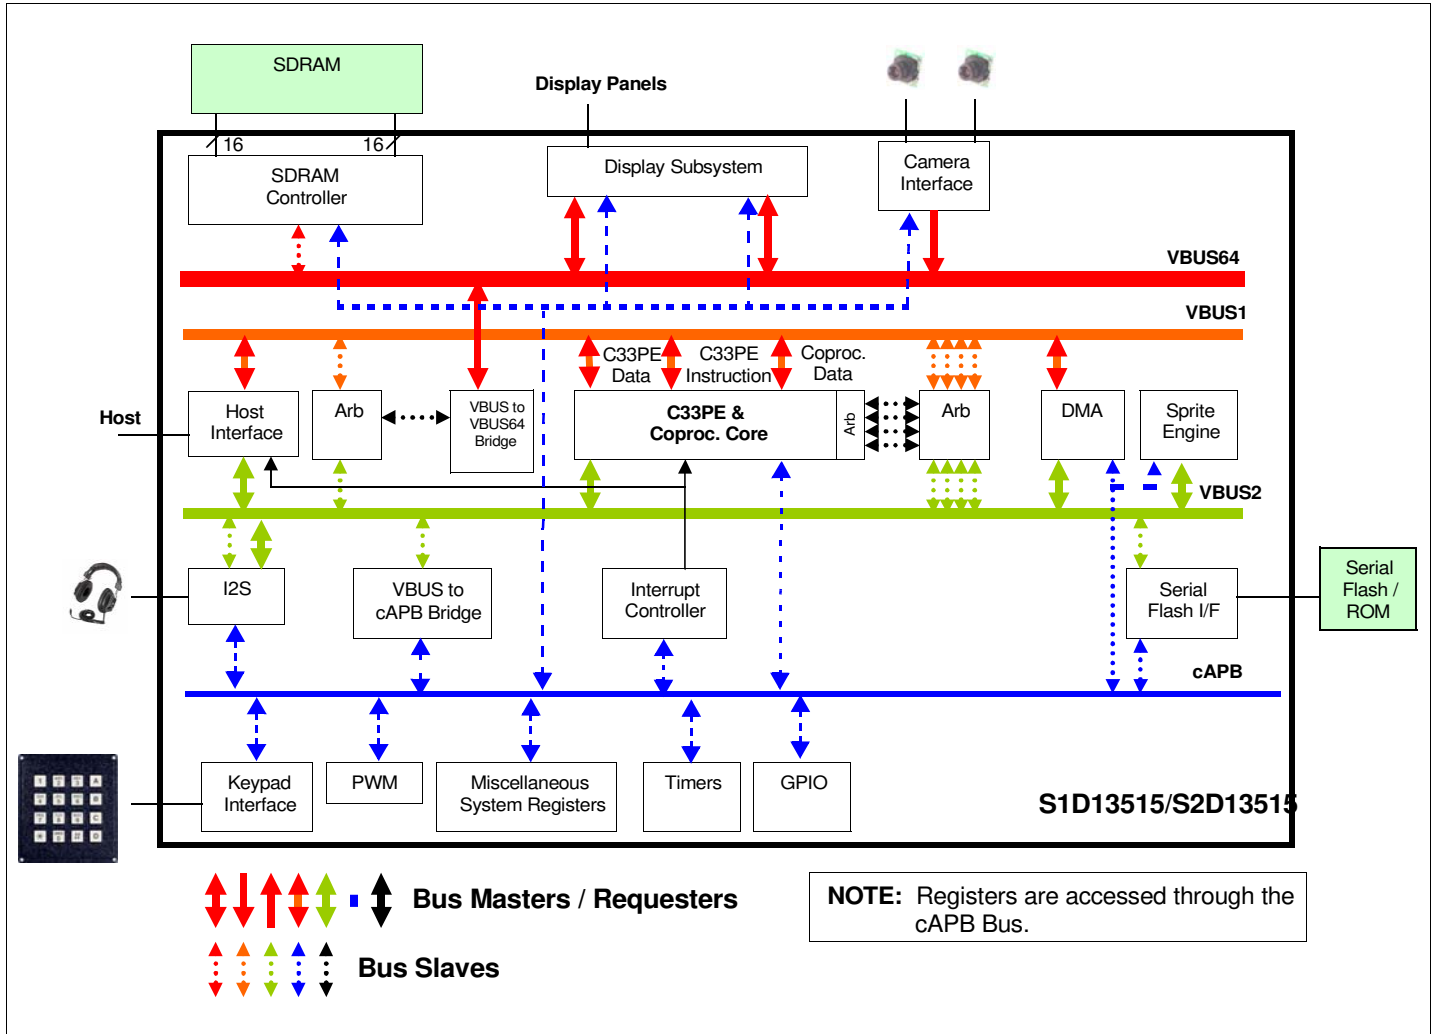 SDRAM
Display Panels
16
16
SDRAM
Controller
Display Subsystem
Camera
Interface
VBUS64
VBUS1
C33PE
Data
C33PE
Instruction
Coproc.
Data
Host
Host
Interface
Arb
VBUS to
VBUS64
Bridge
C33PE &
Coproc. Core
Arb
Arb
DMA
Sprite
Engine
VBUS2
I2S
VBUS to
cAPB Bridge
Interrupt
Controller
Serial
Flash I/F
Serial
Flash /
ROM
cAPB
Keypad
Interface
PWM
Miscellaneous
System Registers
Timers
GPIO
S1D13515/S2D13515
Bus Masters / Requesters
NOTE: Registers are accessed through the
cAPB Bus.
Bus Slaves